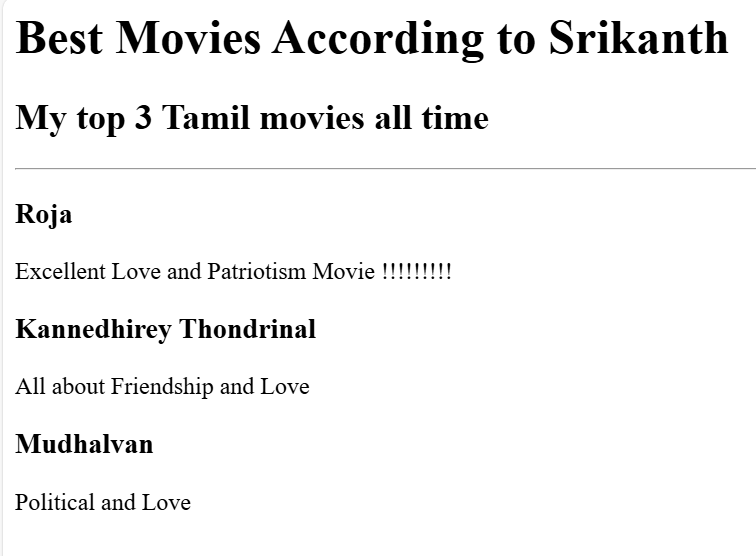 Best Movies According to Srikanth
My top 3 Tamil movies all time
Roja
Excellent Love and Patriotism Movie !!!!!!!!!
Kannedhirey Thondrinal
All about Friendship and Love
Mudhalvan
Political and Love